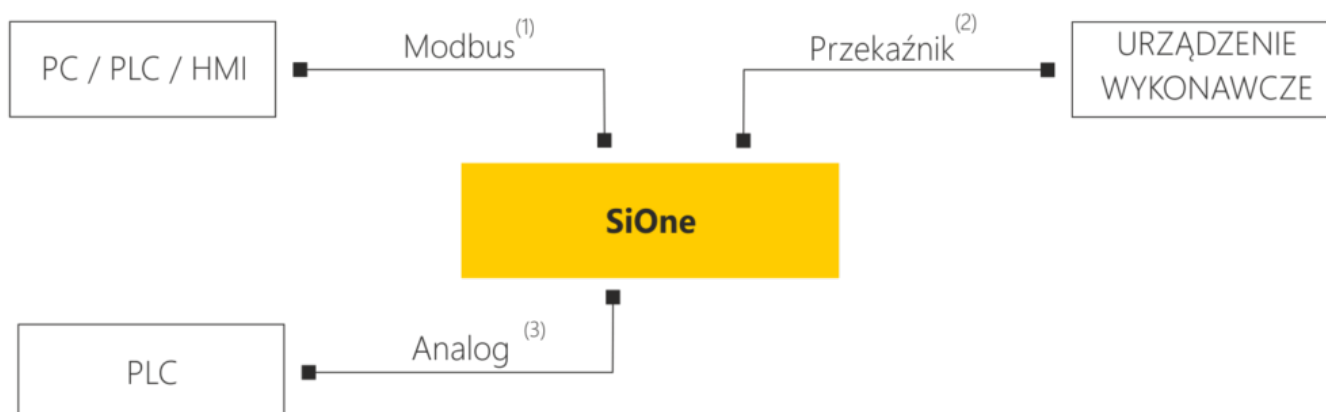 PC / PLC / HMI
Modbus(1)
Przekaźnik(2)
URZĄDZENIE
WYKONAWCZE
SiOne
Analog (3)
PLC